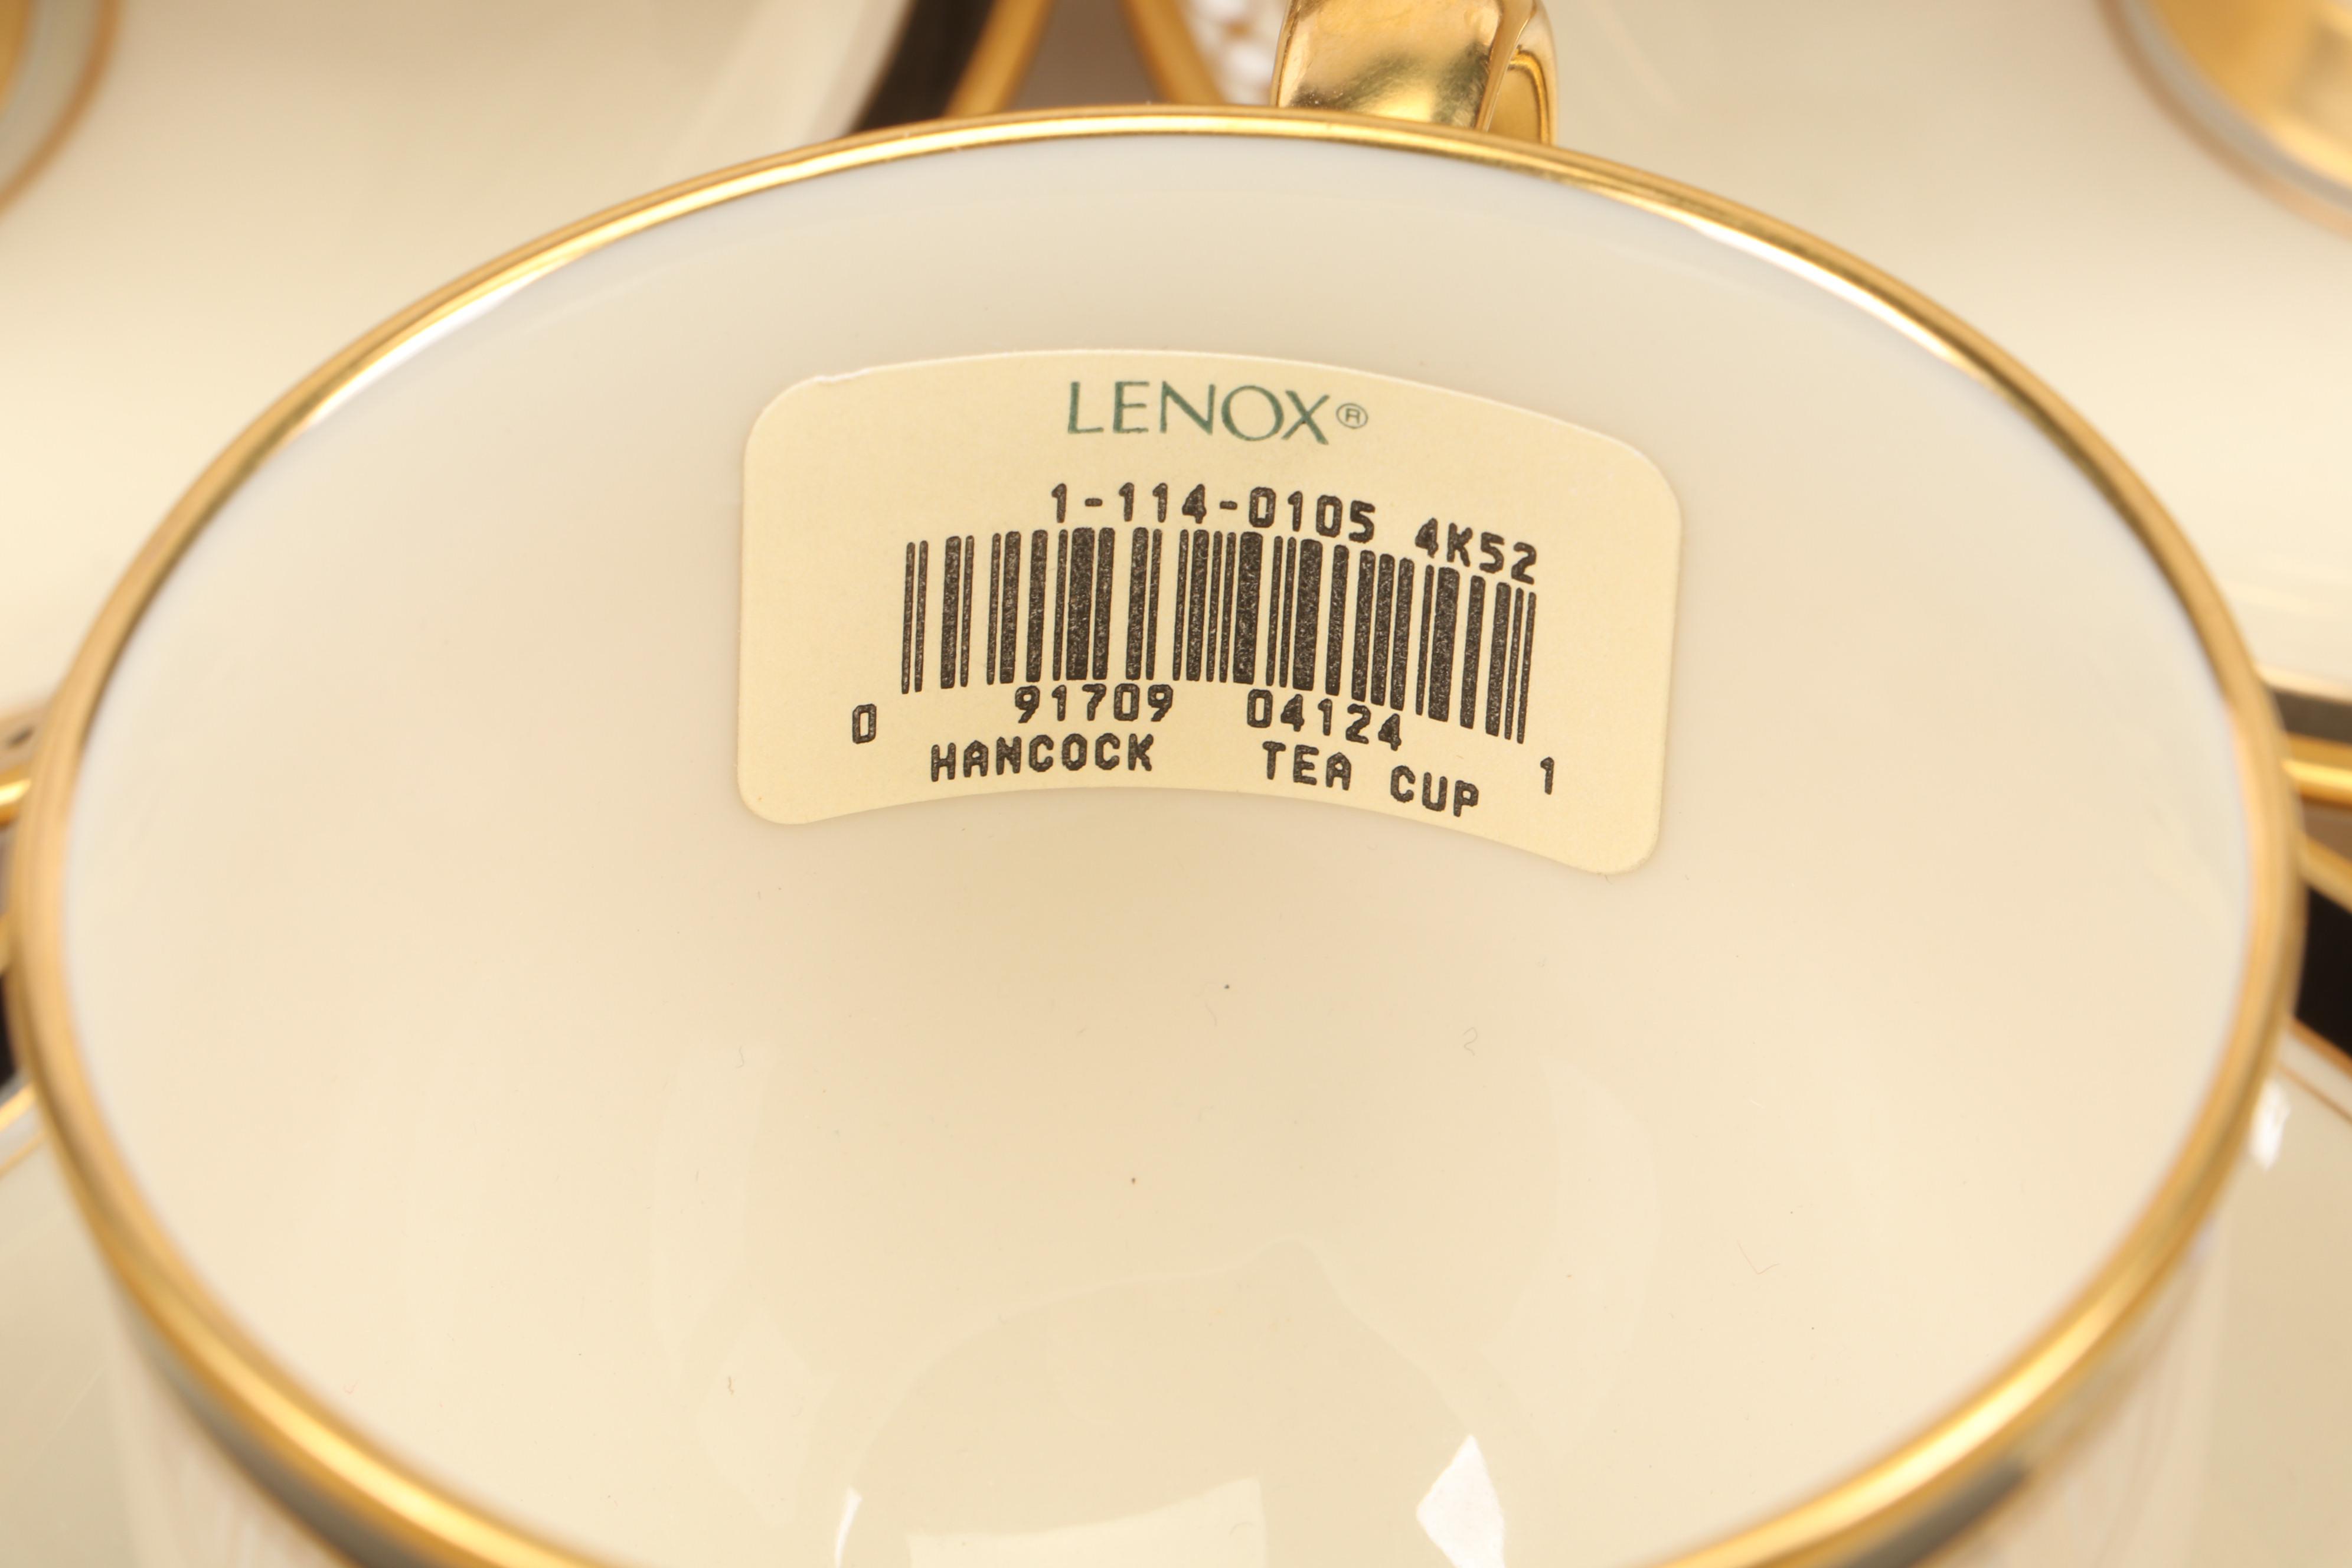 LENOX®
1-114-0105 4K52
0 91709 04124 1
HANCOCK TEA CUP